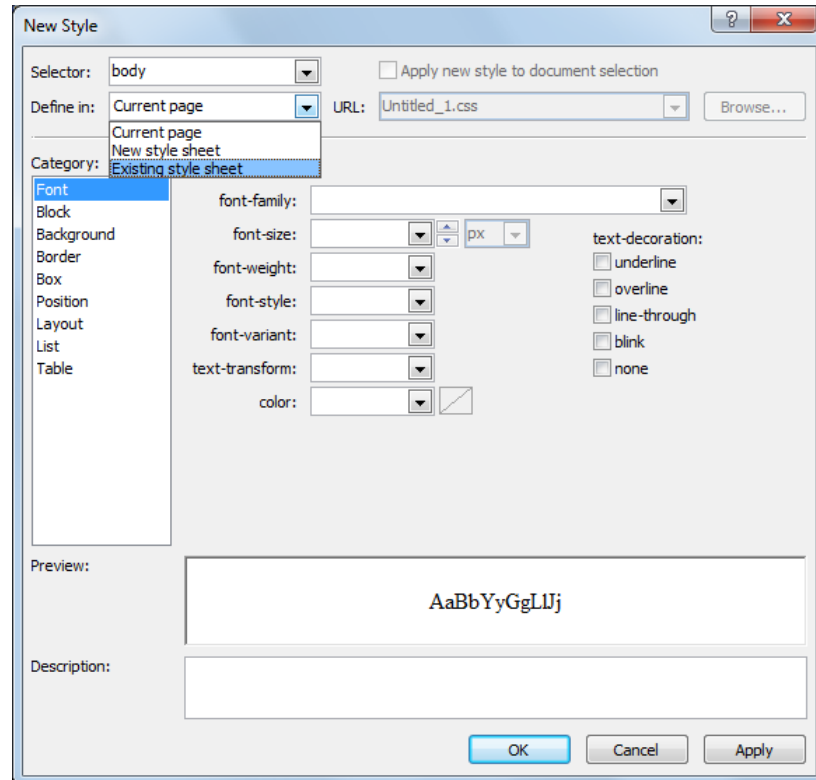 New Style
Selector: body Apply new style to document selection
Define in: Current page URL: Untitled_1.css Browse...
Current page
New style sheet
Existing style sheet
Category:
Font
Block
Background
Border
Box
Position
Layout
List
Table
font-family:
font-size: px
font-weight:
font-style:
font-variant:
text-transform:
color:
text-decoration:
underline
overline
line-through
blink
none
Preview:
AaBbYyGgLlJj
Description:
OK Cancel Apply